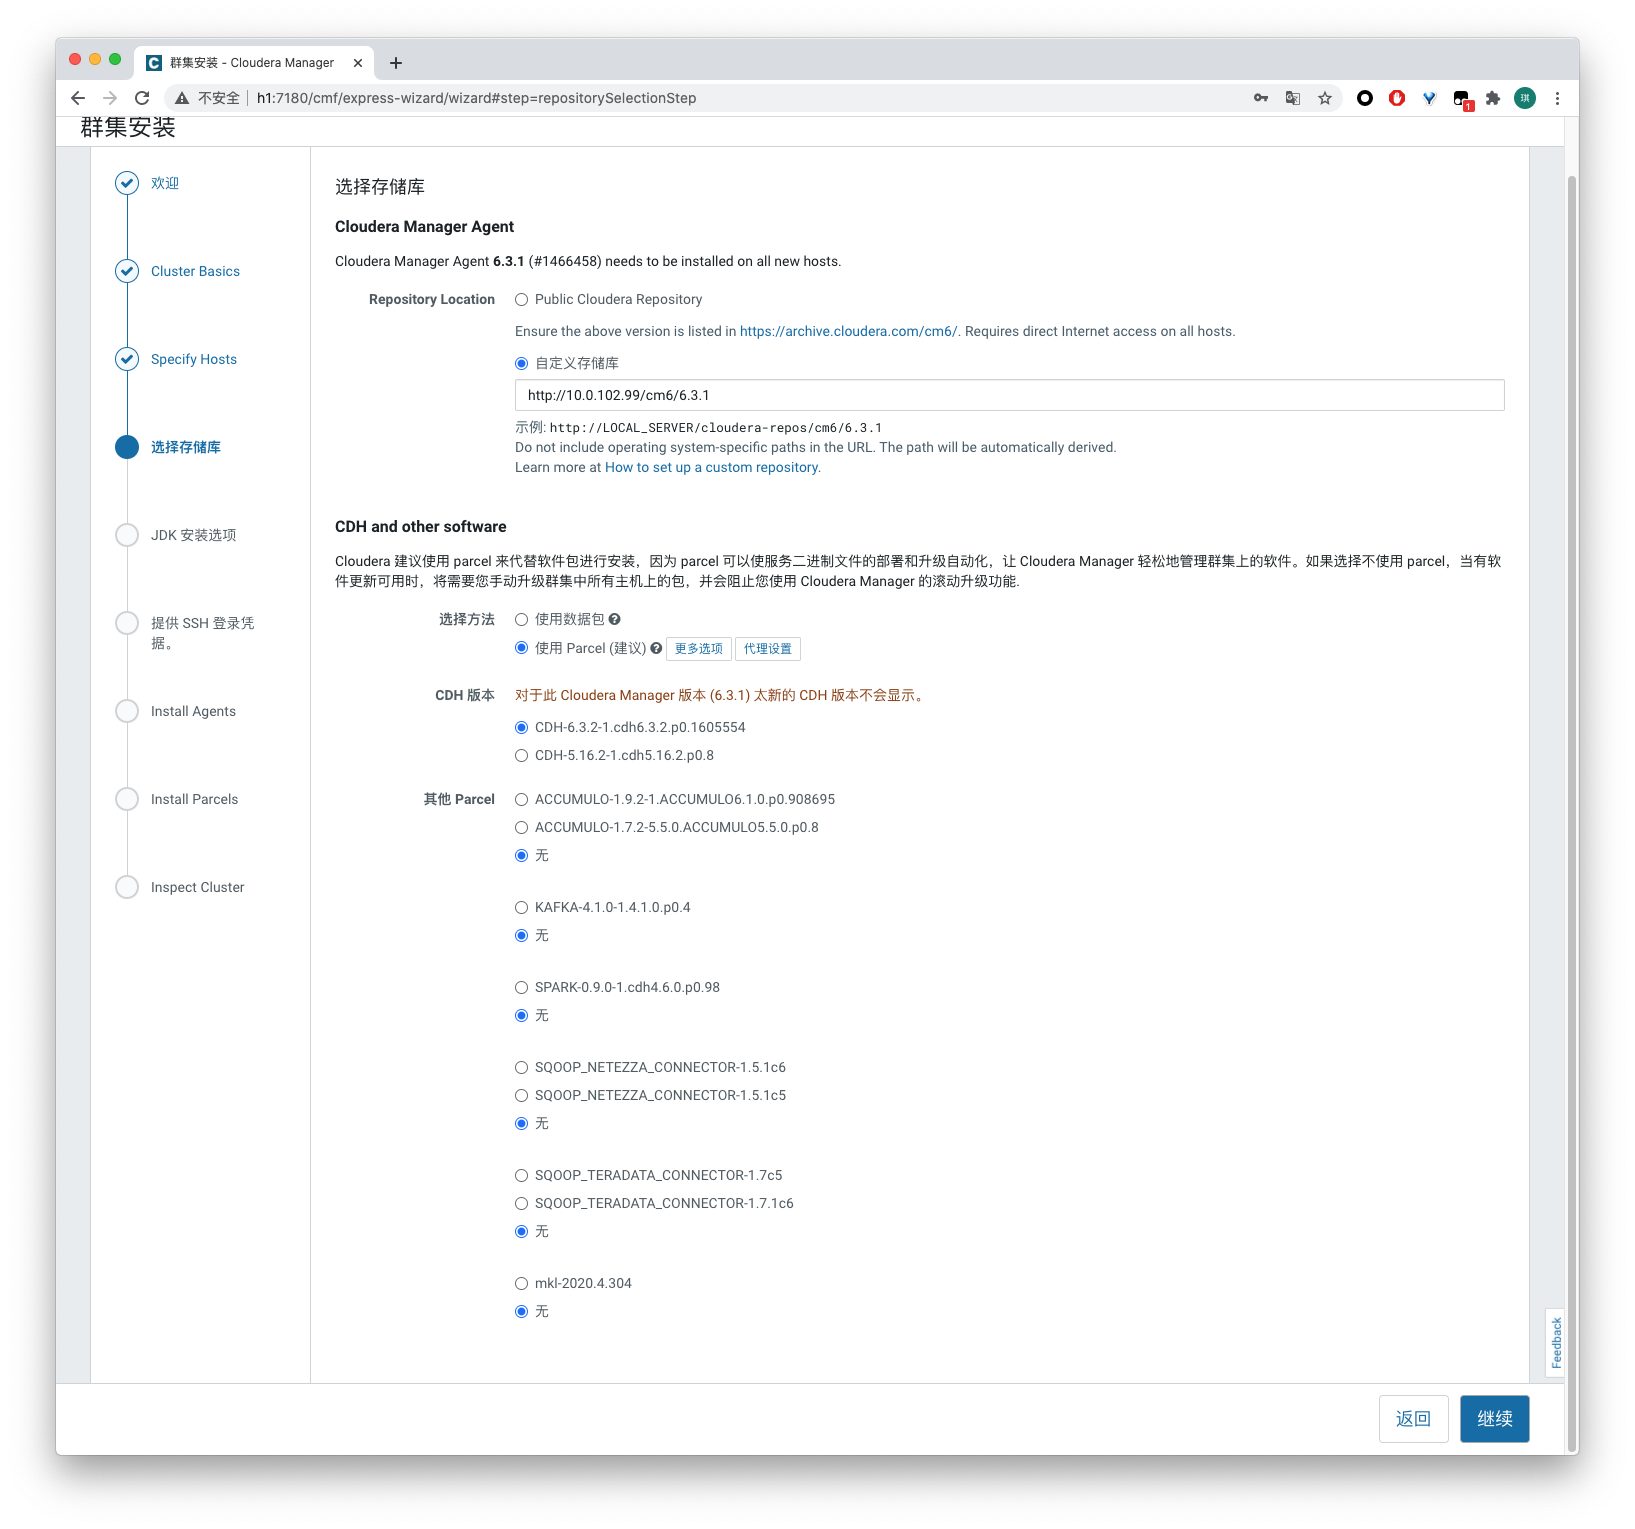 群集安装 - Cloudera Manager
不安全
h1:7180/cmf/express-wizard/wizard#step=repositorySelectionStep
1
琪
群集安装
欢迎
Cluster Basics
Specify Hosts
选择存储库
JDK 安装选项
提供 SSH 登录凭
据。
Install Agents
Install Parcels
Inspect Cluster
选择存储库
Cloudera Manager Agent
Cloudera Manager Agent 6.3.1 (#1466458) needs to be installed on all new hosts.
Repository Location
Public Cloudera Repository
Ensure the above version is listed in https://archive.cloudera.com/cm6/. Requires direct Internet access on all hosts.
自定义存储库
http://10.0.102.99/cm6/6.3.1
示例: http://LOCAL_SERVER/cloudera-repos/cm6/6.3.1
Do not include operating system-specific paths in the URL. The path will be automatically derived.
Learn more at How to set up a custom repository.
CDH and other software
Cloudera 建议使用 parcel 来代替软件包进行安装，因为 parcel 可以使服务二进制文件的部署和升级自动化，让 Cloudera Manager 轻松地管理群集上的软件。如果选择不使用 parcel，当有软
件更新可用时，将需要您手动升级群集中所有主机上的包，并会阻止您使用 Cloudera Manager 的滚动升级功能.
选择方法
使用数据包 ?
使用 Parcel (建议) ? 更多选项 代理设置
CDH 版本
对于此 Cloudera Manager 版本 (6.3.1) 太新的 CDH 版本不会显示。
CDH-6.3.2-1.cdh6.3.2.p0.1605554
CDH-5.16.2-1.cdh5.16.2.p0.8
其他 Parcel
ACCUMULO-1.9.2-1.ACCUMULO6.1.0.p0.908695
ACCUMULO-1.7.2-5.5.0.ACCUMULO5.5.0.p0.8
无
KAFKA-4.1.0-1.4.1.0.p0.4
无
SPARK-0.9.0-1.cdh4.6.0.p0.98
无
SQOOP_NETEZZA_CONNECTOR-1.5.1c6
SQOOP_NETEZZA_CONNECTOR-1.5.1c5
无
SQOOP_TERADATA_CONNECTOR-1.7c5
SQOOP_TERADATA_CONNECTOR-1.7.1c6
无
mkl-2020.4.304
无
Feedback
返回
继续